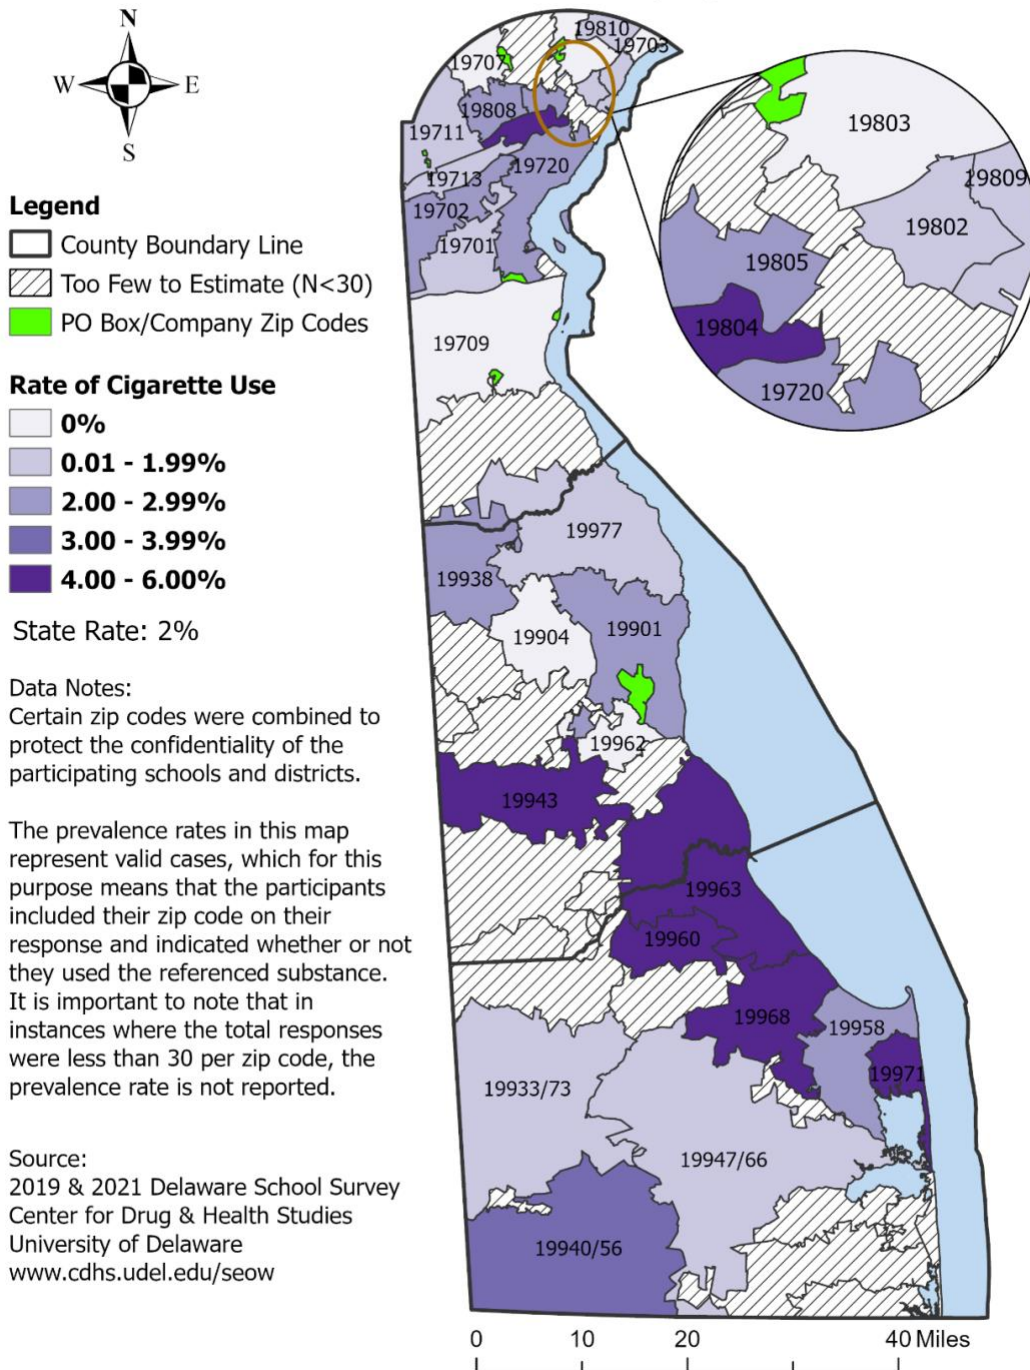 N
W E
S
Legend
County Boundary Line
Too Few to Estimate (N<30)
PO Box/Company Zip Codes
Rate of Cigarette Use
0%
0.01 - 1.99%
2.00 - 2.99%
3.00 - 3.99%
4.00 - 6.00%
State Rate: 2%
Data Notes:
Certain zip codes were combined to
protect the confidentiality of the
participating schools and districts.
The prevalence rates in this map
represent valid cases, which for this
purpose means that the participants
included their zip code on their
response and indicated whether or not
they used the referenced substance.
It is important to note that in
instances where the total responses
were less than 30 per zip code, the
prevalence rate is not reported.
Source:
2019 & 2021 Delaware School Survey
Center for Drug & Health Studies
University of Delaware
www.cdhs.udel.edu/seow
19810
19703
19707
19808
19711
19720
19713
19702
19701
19709
19803
19809
19802
19805
19804
19720
19977
19938
19904
19901
19962
19943
19963
19960
19968
19958
19971
19933/73
19947/66
19940/56
0 10 20 40 Miles